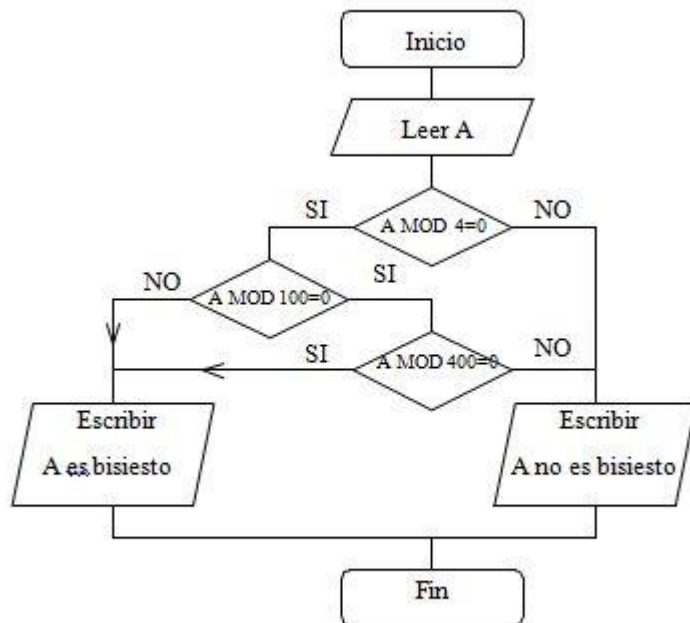 Inicio
Leer A
SI
A MOD 4=0
NO
NO
A MOD 100=0
SI
SI
A MOD 400=0
NO
Escribir
A es bisiesto
Escribir
A no es bisiesto
Fin